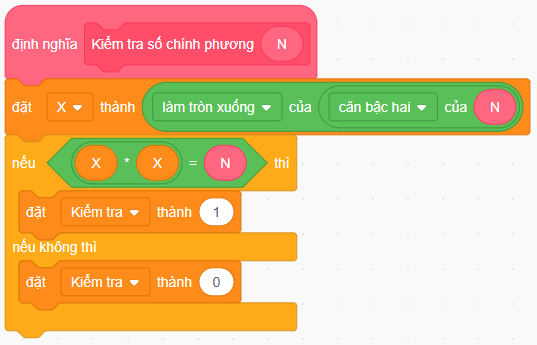 định nghĩa Kiểm tra số chính phương N
đặt X thành làm tròn xuống của căn bậc hai của N
nếu X * X = N thì
đặt Kiểm tra thành 1
nếu không thì
đặt Kiểm tra thành 0